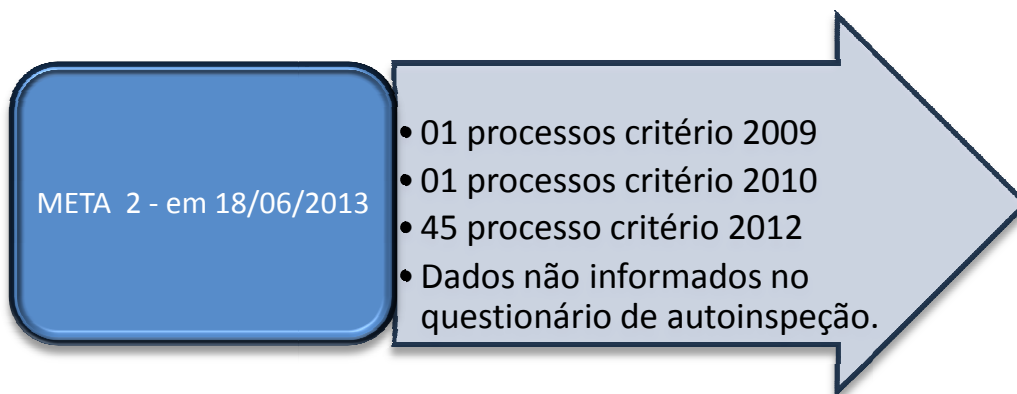 META 2 - em 18/06/2013
• 01 processos critério 2009
• 01 processos critério 2010
• 45 processo critério 2012
• Dados não informados no
questionário de autoinspeção.